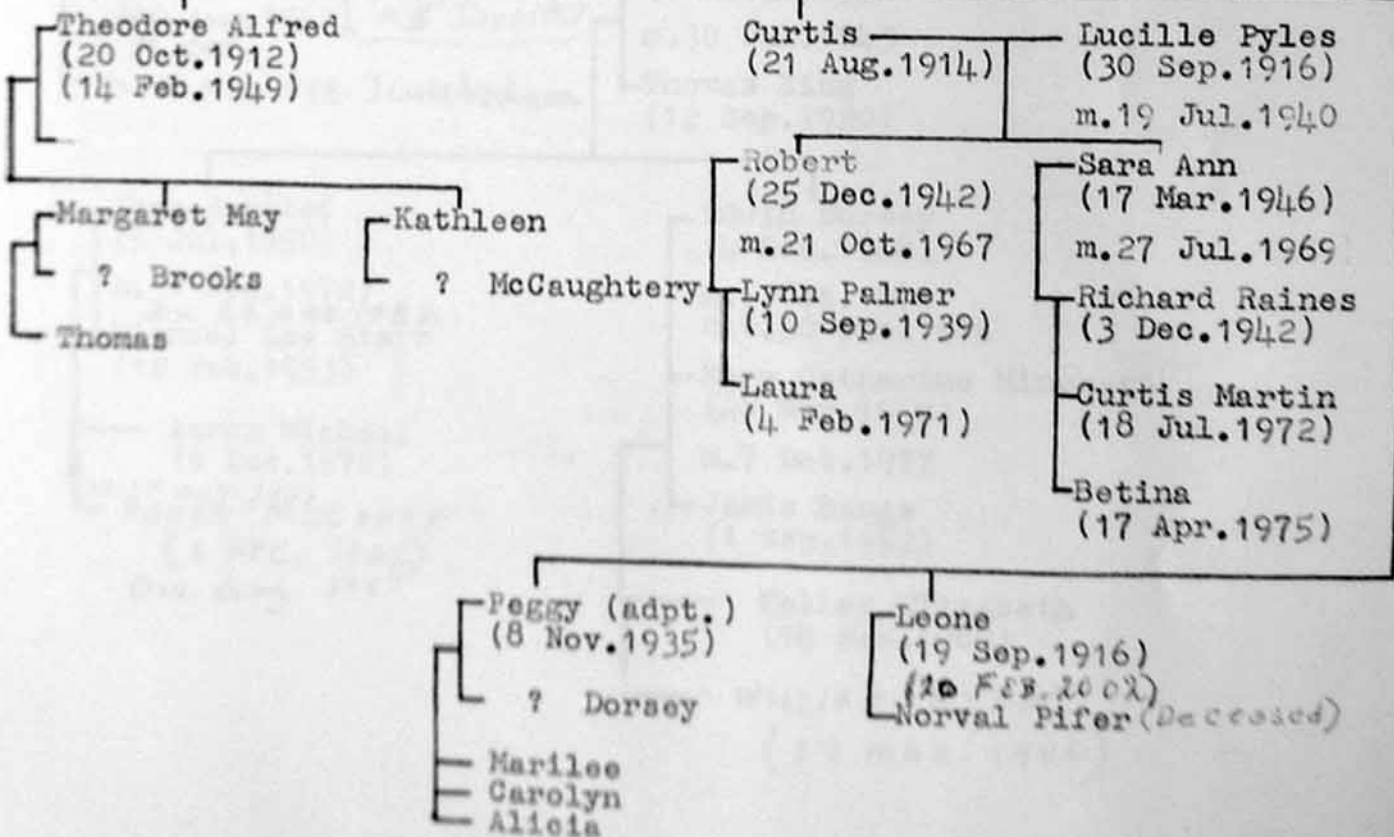 Theodore Alfred
(20 Oct.1912)
(14 Feb.1949)
Curtis
(21 Aug.1914)
Lucille Pyles
(30 Sep.1916)
m.19 Jul.1940
Margaret May
? Brooks
Thomas
Kathleen
? McCaughtery
Robert
(25 Dec.1942)
m.21 Oct.1967
Lynn Palmer
(10 Sep.1939)
Laura
(4 Feb.1971)
Sara Ann
(17 Mar.1946)
m.27 Jul.1969
Richard Raines
(3 Dec.1942)
Curtis Martin
(18 Jul.1972)
Betina
(17 Apr.1975)
Peggy (adpt.)
(8 Nov.1935)
? Dorsey
Marilee
Carolyn
Alicia
Leone
(19 Sep.1916)
(20 FEB.2002)
Norval Pifer (Deceased)